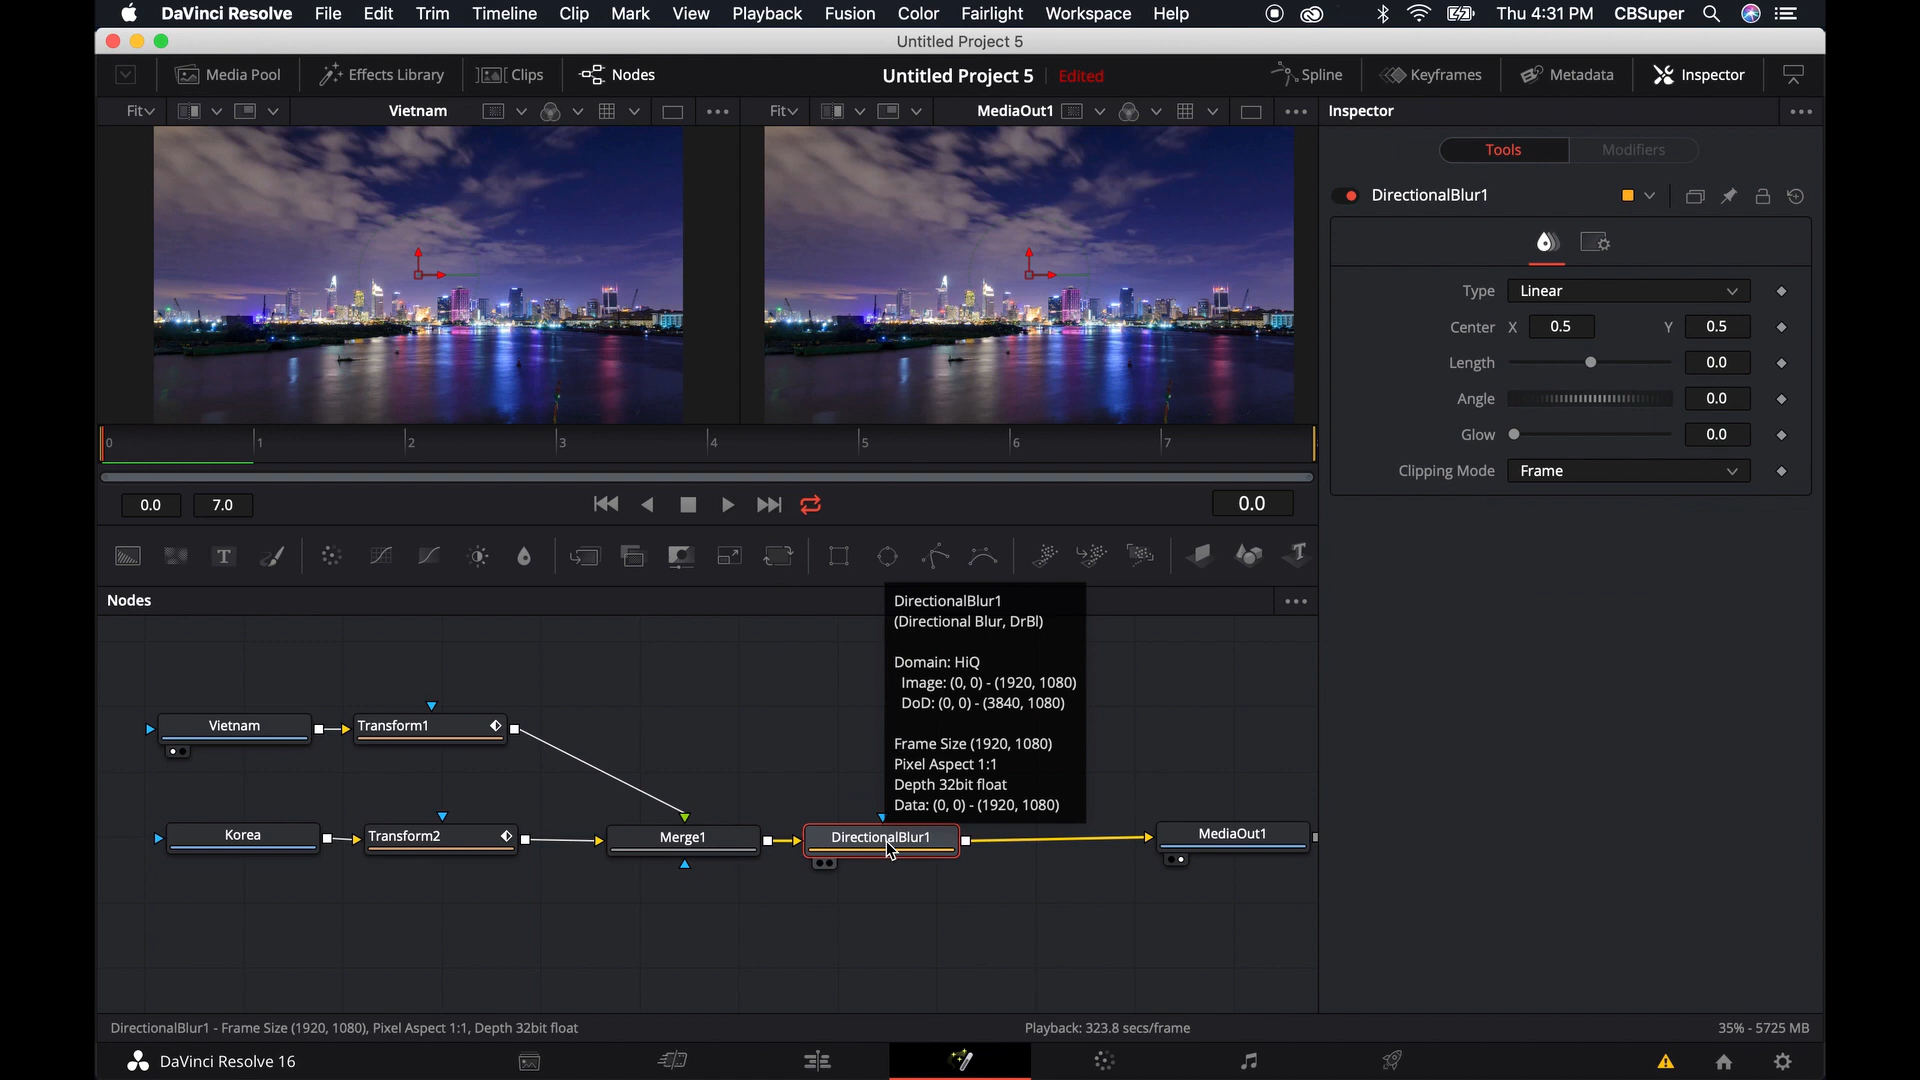 DaVinci Resolve File Edit Trim Timeline Clip Mark View Playback Fusion Color Fairlight Workspace Help Thu 4:31 PM CBSuper
Untitled Project 5
Media Pool Effects Library Clips Nodes Untitled Project 5 Edited Spline Keyframes Metadata Inspector
Fit Vietnam Fit MediaOut1 Inspector
Tools Modifiers
DirectionalBlur1
Type Linear
Center X 0.5 Y 0.5
Length 0.0
Angle 0.0
Glow 0.0
Clipping Mode Frame
0 1 2 3 4 5 6 7
0.0 7.0 0.0
T T
Nodes
DirectionalBlur1
(Directional Blur, DrBl)
Domain: HiQ
Image: (0, 0) - (1920, 1080)
DoD: (0, 0) - (3840, 1080)
Frame Size (1920, 1080)
Pixel Aspect 1:1
Depth 32bit float
Data: (0, 0) - (1920, 1080)
Vietnam Transform1
Korea Transform2 Merge1 DirectionalBlur1 MediaOut1
DirectionalBlur1 - Frame Size (1920, 1080), Pixel Aspect 1:1, Depth 32bit float Playback: 323.8 secs/frame 35% - 5725 MB
DaVinci Resolve 16